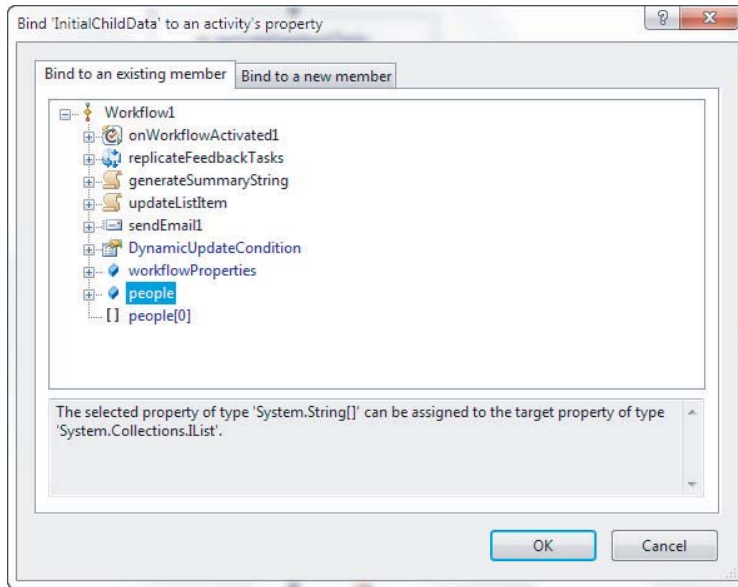 Bind 'InitialChildData' to an activity's property
Bind to an existing member
Bind to a new member
Workflow1
onWorkflowActivated1
replicateFeedbackTasks
generateSummaryString
updateListItem
sendEmail1
DynamicUpdateCondition
workflowProperties
people
[ ] people[0]
The selected property of type 'System.String[]' can be assigned to the target property of type
'System.Collections.IList'.
OK
Cancel